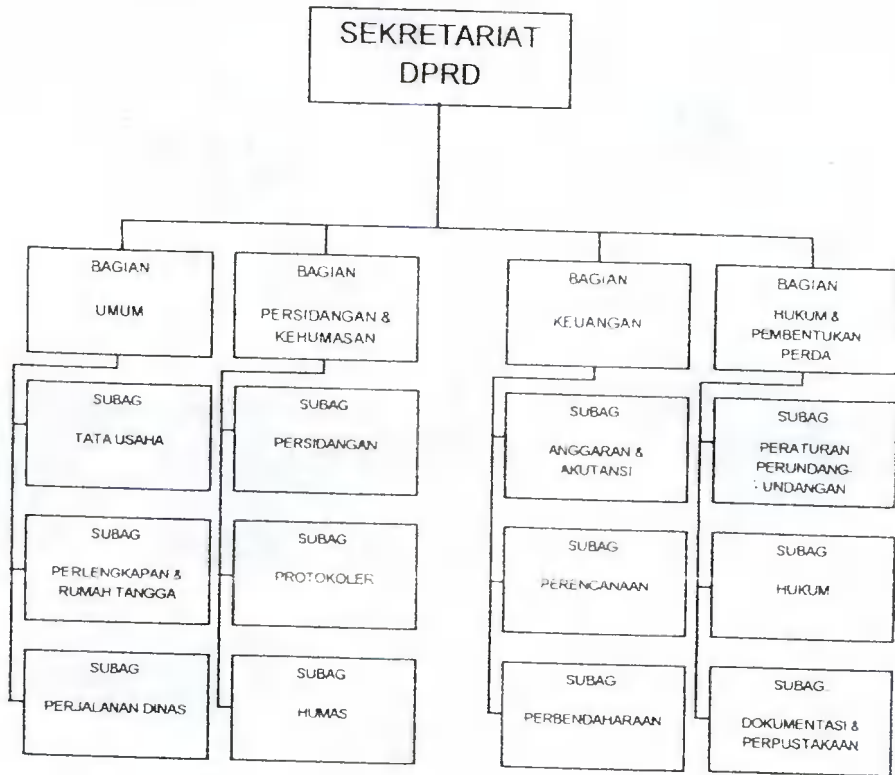 SEKRETARIAT
DPRD
BAGIAN
UMUM
BAGIAN
PERSIDANGAN &
KEHUMASAN
BAGIAN
KEUANGAN
BAGIAN
HUKUM &
PEMBENTUKAN
PERDA
SUBAG
TATA USAHA
SUBAG
PERSIDANGAN
SUBAG
ANGGARAN &
AKUTANSI
SUBAG
PERATURAN
PERUNDANG-
UNDANGAN
SUBAG
PERLENGKAPAN &
RUMAH TANGGA
SUBAG
PROTOKOLER
SUBAG
PERENCANAAN
SUBAG
HUKUM
SUBAG
PERJALANAN DINAS
SUBAG
HUMAS
SUBAG
PERBENDAHARAAN
SUBAG
DOKUMENTASI &
PERPUSTAKAAN